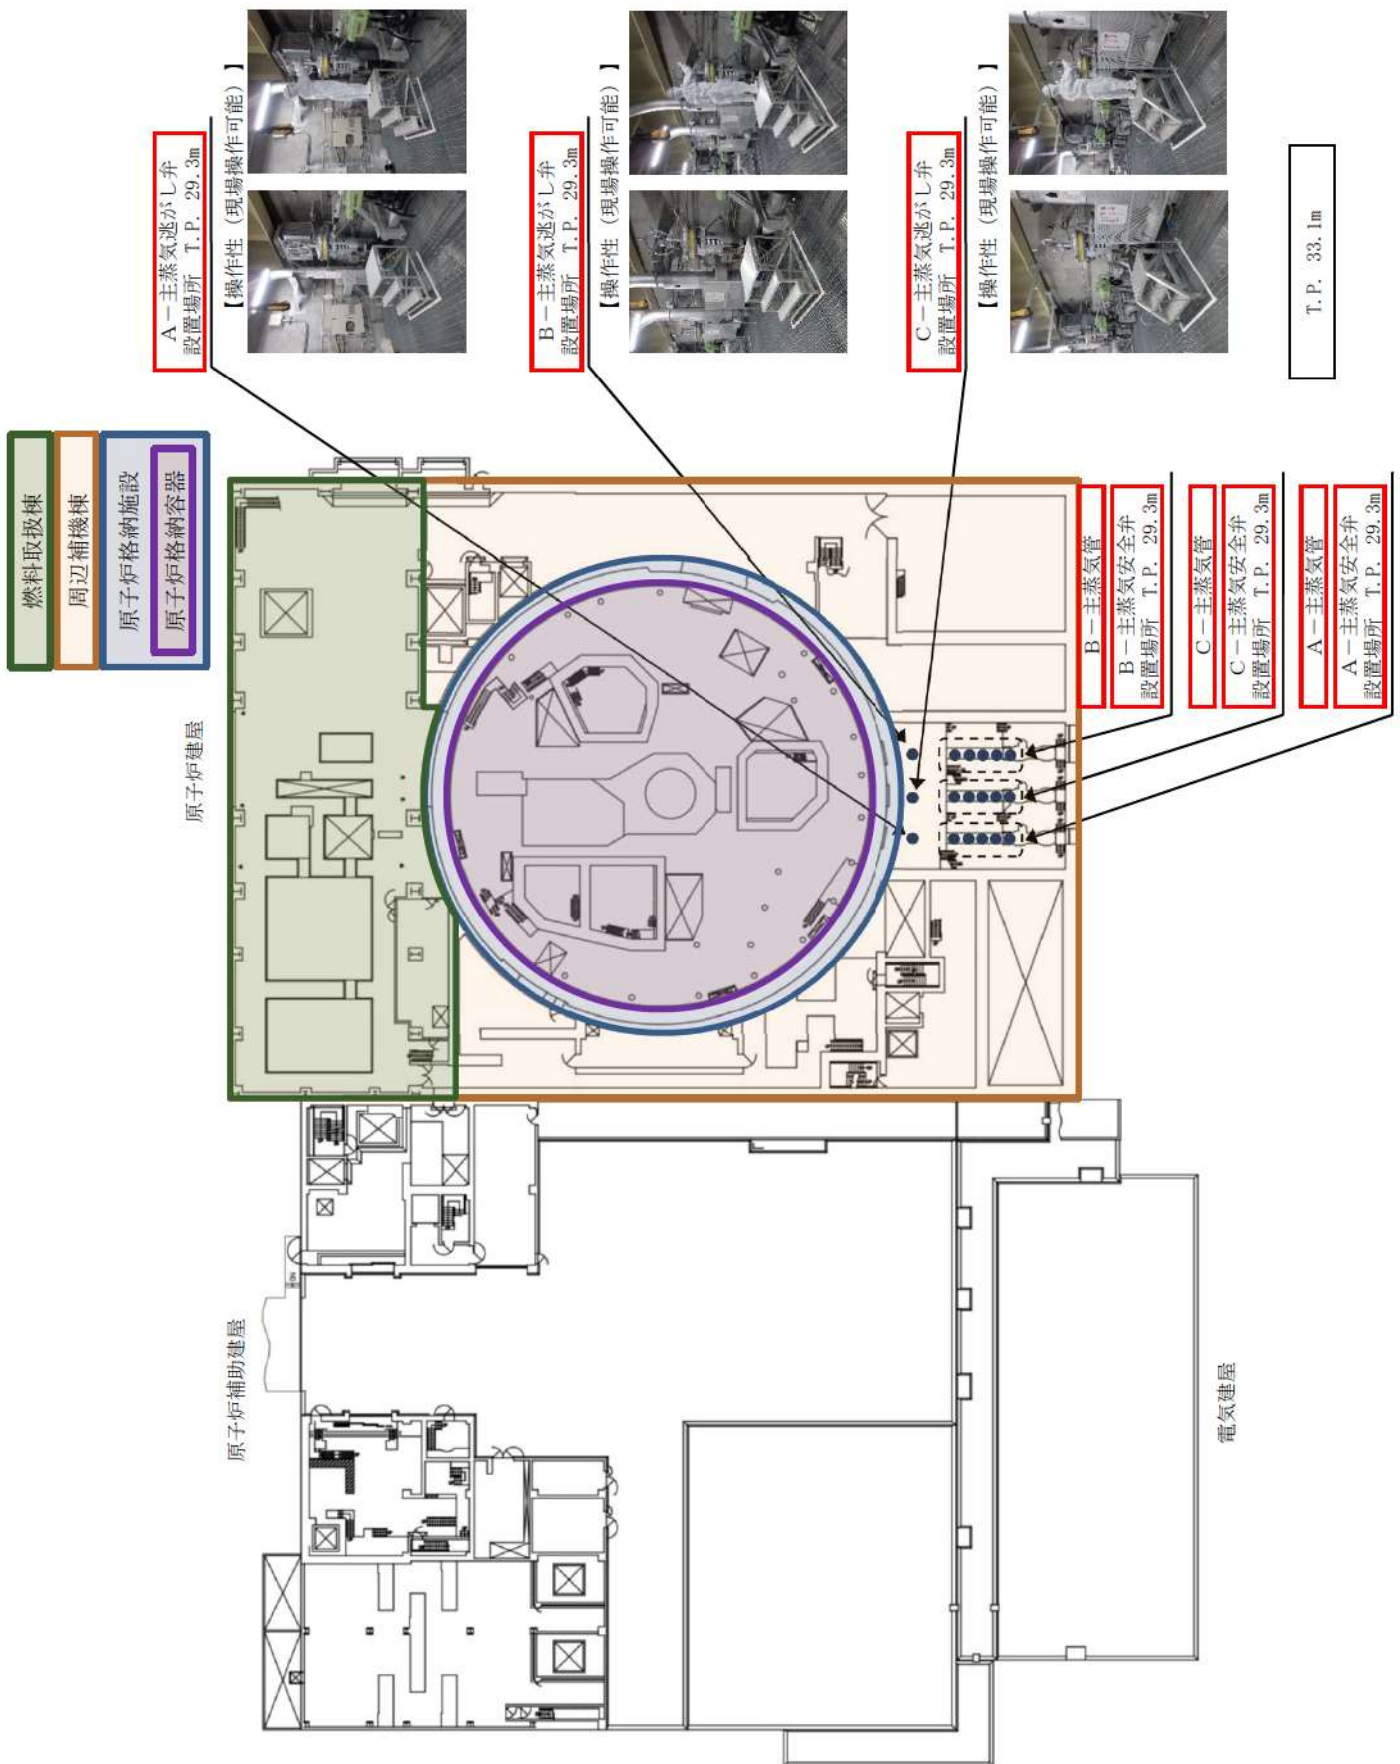 燃料取扱棟
周辺補機棟
原子炉格納施設
原子炉格納容器
原子炉建屋
原子炉補助建屋
電気建屋
A-主蒸気逃がし弁
設置場所 T.P. 29.3m
【操作性(現場操作可能)】
B-主蒸気逃がし弁
設置場所 T.P. 29.3m
【操作性(現場操作可能)】
C-主蒸気逃がし弁
設置場所 T.P. 29.3m
【操作性(現場操作可能)】
B-主蒸気管
B-主蒸気安全弁
設置場所 T.P. 29.3m
C-主蒸気管
C-主蒸気安全弁
設置場所 T.P. 29.3m
A-主蒸気管
A-主蒸気安全弁
設置場所 T.P. 29.3m
T.P. 33.1m